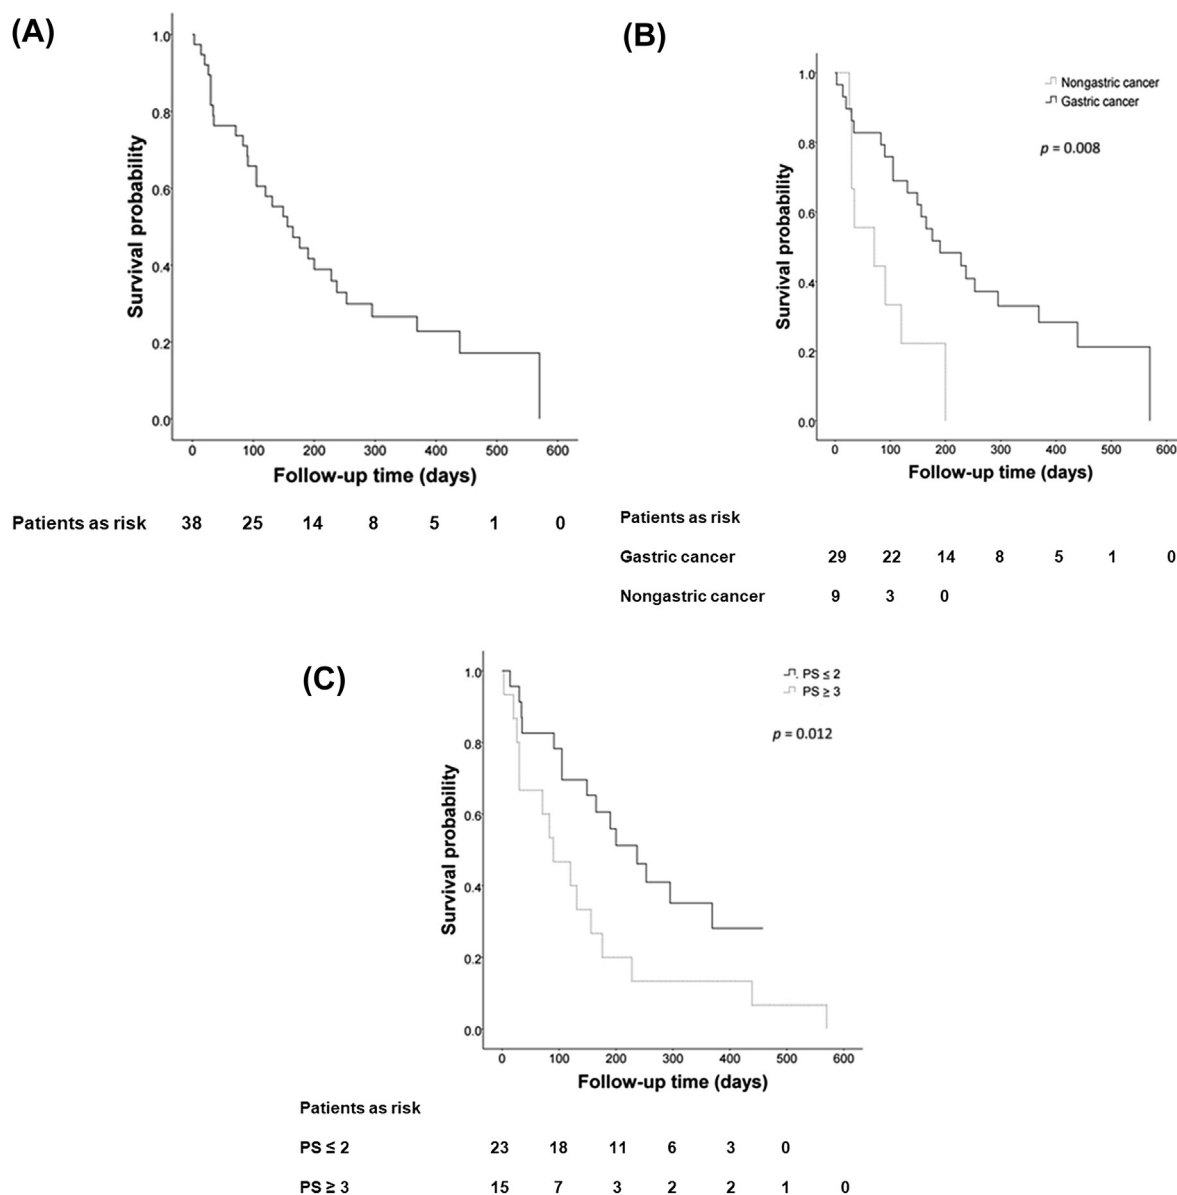 (A)
1.0
0.8
0.6
0.4
0.2
0.0
Survival probability
0 100 200 300 400 500 600
Follow-up time (days)
Patients as risk 38 25 14 8 5 1 0
(B)
1.0
0.8
0.6
0.4
0.2
0.0
Survival probability
Nongastric cancer
Gastric cancer
p = 0.008
0 100 200 300 400 500 600
Follow-up time (days)
Patients as risk
Gastric cancer 29 22 14 8 5 1 0
Nongastric cancer 9 3 0
(C)
1.0
0.8
0.6
0.4
0.2
0.0
Survival probability
PS ≤ 2
PS ≥ 3
p = 0.012
0 100 200 300 400 500 600
Follow-up time (days)
Patients as risk
PS ≤ 2 23 18 11 6 3 0
PS ≥ 3 15 7 3 2 2 1 0